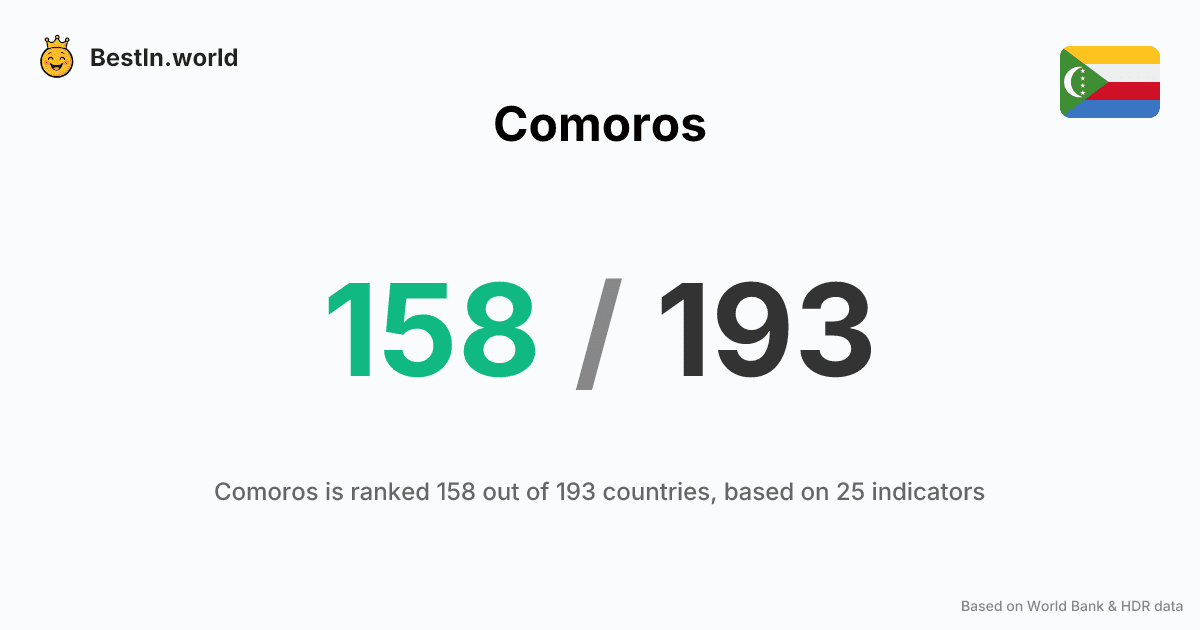 BestIn.world
Comoros
158 / 193
Comoros is ranked 158 out of 193 countries, based on 25 indicators
Based on World Bank & HDR data